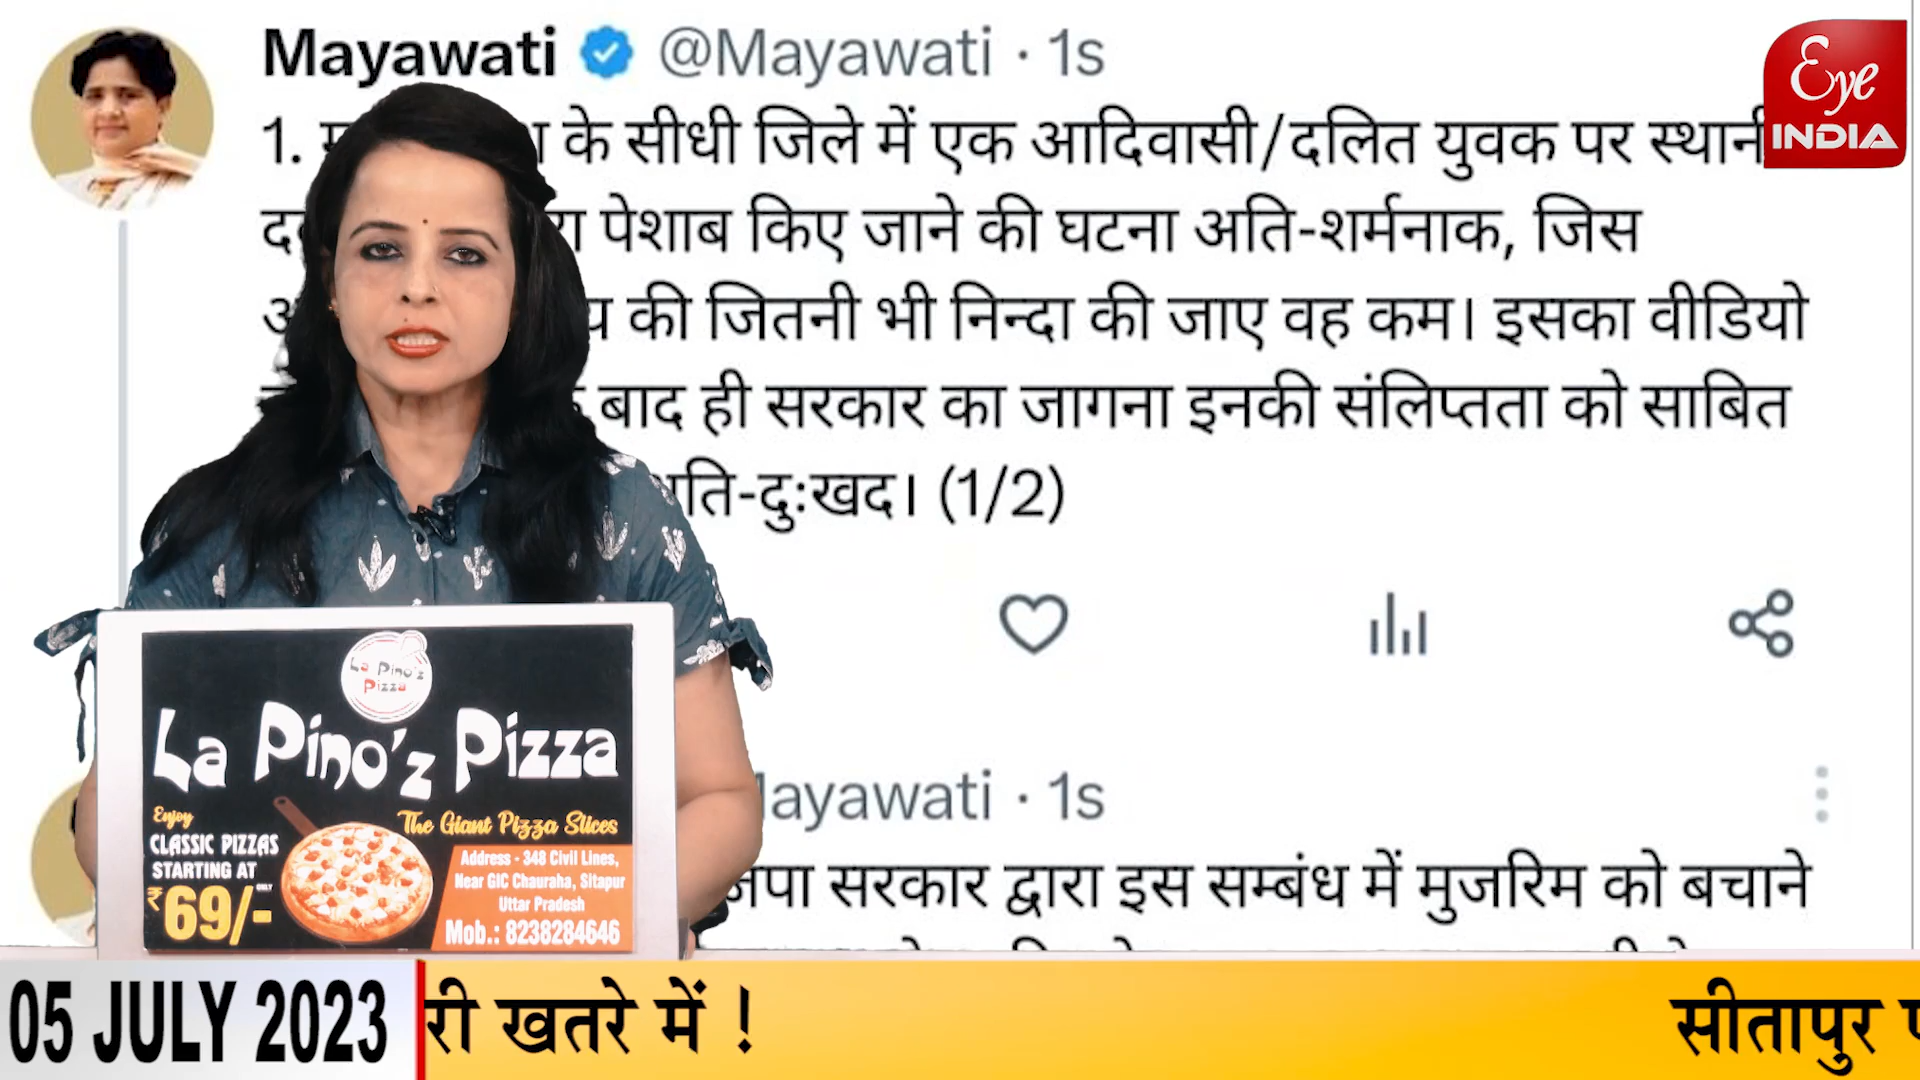 Mayawati @Mayawati · 1s
1. के सीधी जिले में एक आदिवासी/दलित युवक पर
पेशाब किए जाने की घटना अति-शर्मनाक, जिस
की जितनी भी निन्दा की जाए वह कम। इसका वीडियो
बाद ही सरकार का जागना इनकी संलिप्तता को साबित
अति-दुःखद। (1/2)
Eye
INDIA
Mayawati · 1s
सरकार द्वारा इस सम्बंध में मुजरिम को बचाने
La Pino'z
Pizza
La Pino'z Pizza
Enjoy
CLASSIC PIZZAS
STARTING AT
₹69/-
ONLY
The Giant Pizza Slices
Address - 348 Civil Lines,
Near GIC Chauraha, Sitapur
Uttar Pradesh
Mob.: 8238284646
05 JULY 2023
री खतरे में !
सीतापुर